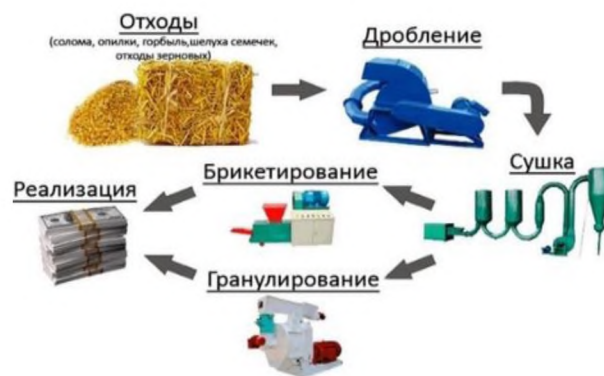 Отходы
(солома, опилки, горбыль,шелуха семечек,
отходы зерновых)
Дробление
Сушка
Брикетирование
Реализация
Гранулирование